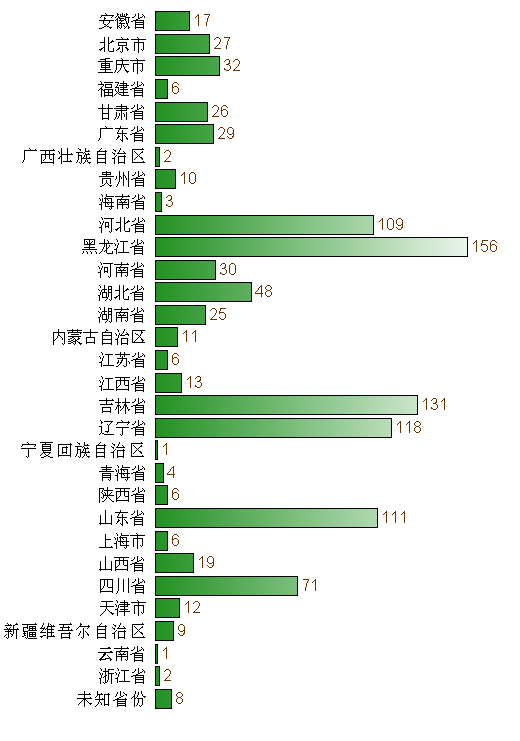 安徽省 17
北京市 27
重庆市 32
福建省 6
甘肃省 26
广东省 29
广西壮族自治区 2
贵州省 10
海南省 3
河北省 109
黑龙江省 156
河南省 30
湖北省 48
湖南省 25
内蒙古自治区 11
江苏省 6
江西省 13
吉林省 131
辽宁省 118
宁夏回族自治区 1
青海省 4
陕西省 6
山东省 111
上海市 6
山西省 19
四川省 71
天津市 12
新疆维吾尔自治区 9
云南省 1
浙江省 2
未知省份 8